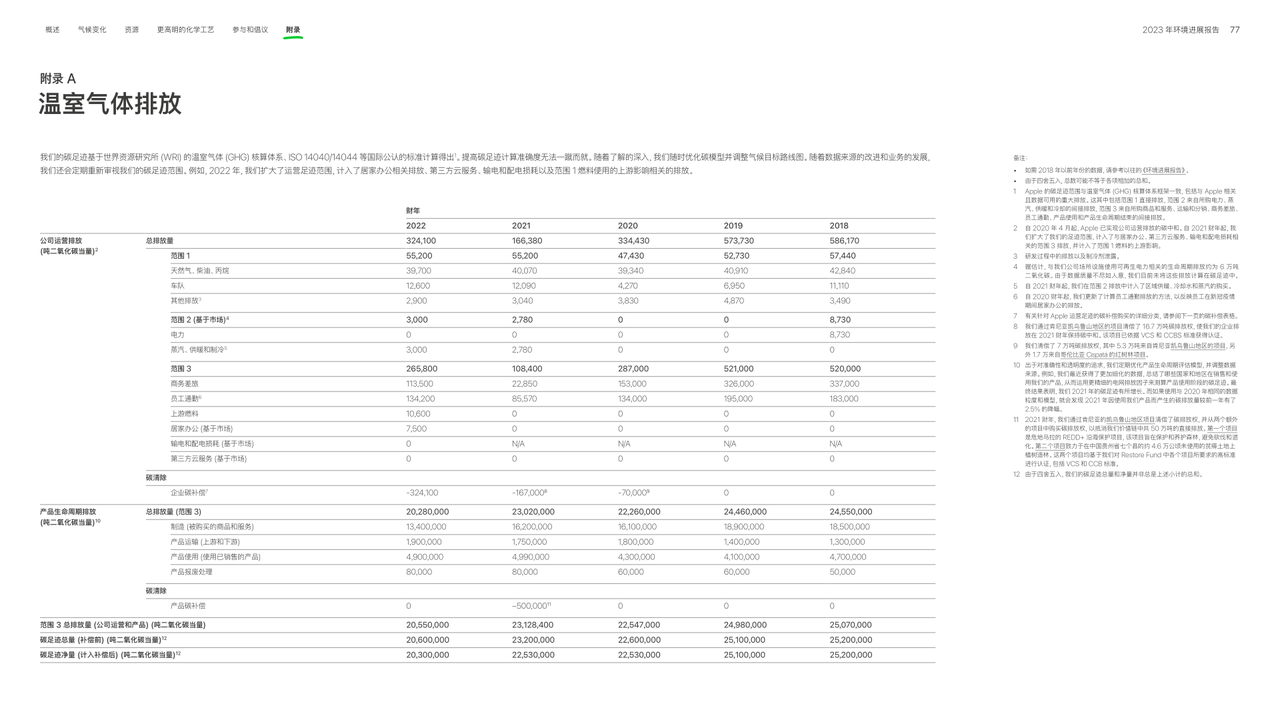 概述 气候变化 资源 更高明的化学工艺 参与和倡议 附录 2023 年环境进展报告 77
附录 A
温室气体排放
我们的碳足迹基于世界资源研究所 (WRI) 的温室气体 (GHG) 核算体系、ISO 14040/14044 等国际公认的标准计算得出¹。提高碳足迹计算准确度无法一蹴而就。随着了解的深入，我们随时优化碳模型并调整气候目标路线图。随着数据来源的改进和业务的发展，
我们还会定期重新审视我们的碳足迹范围。例如，2022 年，我们扩大了运营足迹范围，计入了居家办公相关排放、第三方云服务、输电和配电损耗以及范围 1 燃料使用的上游影响相关的排放。
财年
2022 2021 2020 2019 2018
公司运营排放 总排放量 324,100 166,380 334,430 573,730 586,170
(吨二氧化碳当量)²
范围 1 55,200 55,200 47,430 52,730 57,440
天然气、柴油、丙烷 39,700 40,070 39,340 40,910 42,840
车队 12,600 12,090 4,270 6,950 11,110
其他排放³ 2,900 3,040 3,830 4,870 3,490
范围 2 (基于市场)⁴ 3,000 2,780 0 0 8,730
电力 0 0 0 0 8,730
蒸汽、供暖和制冷⁵ 3,000 2,780 0 0 0
范围 3 265,800 108,400 287,000 521,000 520,000
商务差旅 113,500 22,850 153,000 326,000 337,000
员工通勤⁶ 134,200 85,570 134,000 195,000 183,000
上游燃料 10,600 0 0 0 0
居家办公 (基于市场) 7,500 0 0 0 0
输电和配电损耗 (基于市场) 0 N/A N/A N/A N/A
第三方云服务 (基于市场) 0 0 0 0 0
碳清除
企业碳补偿⁷ -324,100 -167,000⁸ -70,000⁹ 0 0
产品生命周期排放 总排放量 (范围 3) 20,280,000 23,020,000 22,260,000 24,460,000 24,550,000
(吨二氧化碳当量)¹⁰
制造 (被购买的商品和服务) 13,400,000 16,200,000 16,100,000 18,900,000 18,500,000
产品运输 (上游和下游) 1,900,000 1,750,000 1,800,000 1,400,000 1,300,000
产品使用 (使用已销售的产品) 4,900,000 4,990,000 4,300,000 4,100,000 4,700,000
产品报废处理 80,000 80,000 60,000 60,000 50,000
碳清除
产品碳补偿 0 -500,000¹¹ 0 0 0
范围 3 总排放量 (公司运营和产品) (吨二氧化碳当量) 20,550,000 23,128,400 22,547,000 24,980,000 25,070,000
碳足迹总量 (补偿前) (吨二氧化碳当量)¹² 20,600,000 23,200,000 22,600,000 25,100,000 25,200,000
碳足迹净量 (计入补偿后) (吨二氧化碳当量)¹² 20,300,000 22,530,000 22,530,000 25,100,000 25,200,000
备注：
• 如需 2018 年以前年份的数据，请参考以往的《环境进展报告》。
• 由于四舍五入，总数可能不等于各项相加的总和。
1 Apple 的碳足迹范围与温室气体 (GHG) 核算体系框架一致，包括与 Apple 相关
且数据可用的重大排放。这其中包括范围 1 直接排放，范围 2 来自所购电力、蒸
汽、供暖和冷却的间接排放，范围 3 来自所购商品和服务、运输和分销、商务差旅、
员工通勤、产品使用和产品生命周期结束的间接排放。
2 自 2020 年 4 月起，Apple 已实现公司运营排放的碳中和。自 2021 财年起，我
们扩大了我们的足迹范围，计入了与居家办公、第三方云服务、输电和配电损耗相
关的范围 3 排放，并计入了范围 1 燃料的上游影响。
3 研发过程中的排放以及制冷剂泄露。
4 据估计，与我们公司场所设施使用可再生电力相关的生命周期排放约为 6 万吨
二氧化碳。由于数据质量不尽如人意，我们目前未将这些排放计算在碳足迹中。
5 自 2021 财年起，我们在范围 2 排放中计入了区域供暖、冷却水和蒸汽的购买。
6 自 2020 财年起，我们更新了计算员工通勤排放的方法，以反映员工在新冠疫情
期间居家办公的排放。
7 有关针对 Apple 运营足迹的碳补偿购买的详细分类，请参阅下一页的碳补偿表格。
8 我们通过肯尼亚凯乌鲁山地区的项目清偿了 16.7 万吨碳排放权，使我们的企业排
放在 2021 财年保持碳中和。该项目已依据 VCS 和 CCBS 标准获得认证。
9 我们清偿了 7 万吨碳排放权，其中 5.3 万吨来自肯尼亚凯乌鲁山地区的项目，另
外 1.7 万来自哥伦比亚 Cispatá 的红树林项目。
10 出于对准确性和透明度的追求，我们定期优化产品生命周期评估模型，并调整数据
来源。例如，我们最近获得了更加细化的数据，总结了哪些国家和地区在销售和使
用我们的产品，从而运用更精细的电网排放因子来测算产品使用阶段的碳足迹。最
终结果表明，我们 2021 年的碳足迹有所增长。而如果使用与 2020 年相同的数据
粒度和模型，就会发现 2021 年因使用我们产品而产生的碳排放量较前一年有了
2.5% 的降幅。
11 2021 财年，我们通过肯尼亚的凯乌鲁山地区项目清偿了碳排放权，并从两个额外
的项目中购买碳排放权，以抵消我们价值链中共 50 万吨的直接排放。第一个项目
是危地马拉的 REDD+ 沿海保护项目，该项目旨在保护和养护森林，避免砍伐和退
化。第二个项目致力于在中国贵州省七个县的约 4.6 万公顷未使用的贫瘠土地上
植树造林。这两个项目均基于我们对 Restore Fund 中各个项目所要求的高标准
进行认证，包括 VCS 和 CCB 标准。
12 由于四舍五入，我们的碳足迹总量和净量并非总是上述小计的总和。